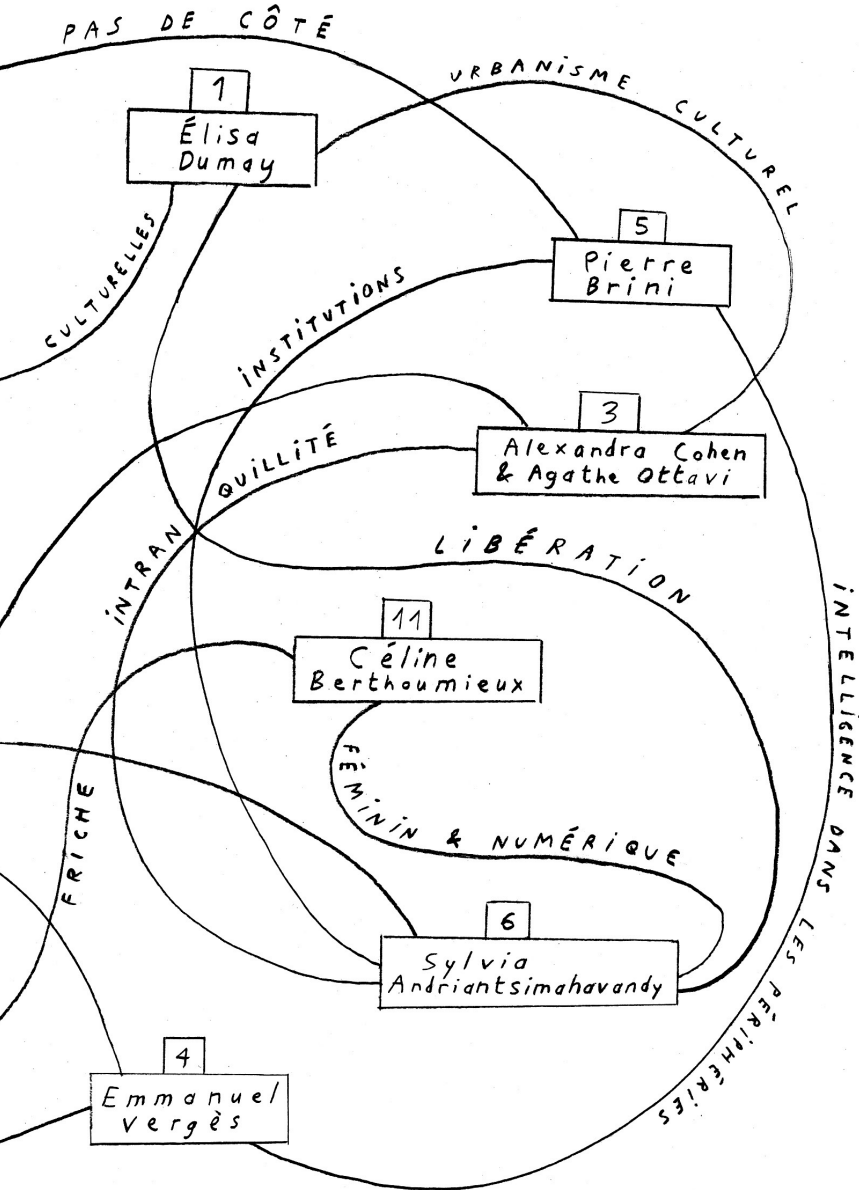 PAS DE CÔTÉ
URBANiSME CULTUREL
1
Élisa
Dumay
CULTURELLES
5
Pierre
Brini
iNSTiTUTiONS
3
Alexandra Cohen
& Agathe Ottavi
iNTRANQUiLLiTÉ
LiBÉRATiON
11
Céline
Berthoumieux
iNTELLiGENCE DANS LES PÉRiPHÉRiES
FÉMiNiN & NUMÉRiQUE
FRiCHE
6
Sylvia
Andriantsimahavandy
4
Emmanuel
Vergès